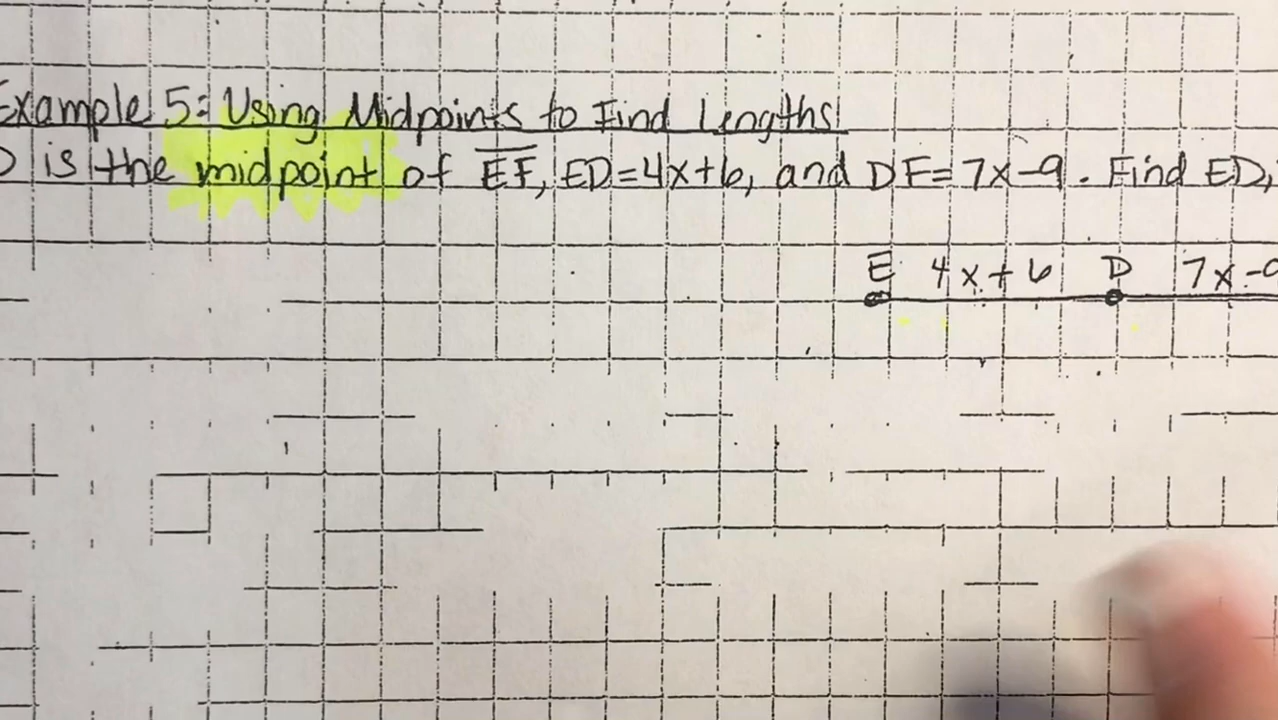 Example 5: Using Midpoints to Find Lengths
D is the midpoint of EF, ED=4x+6, and DF=7x-9. Find ED,
E 4x+6 D 7x-9